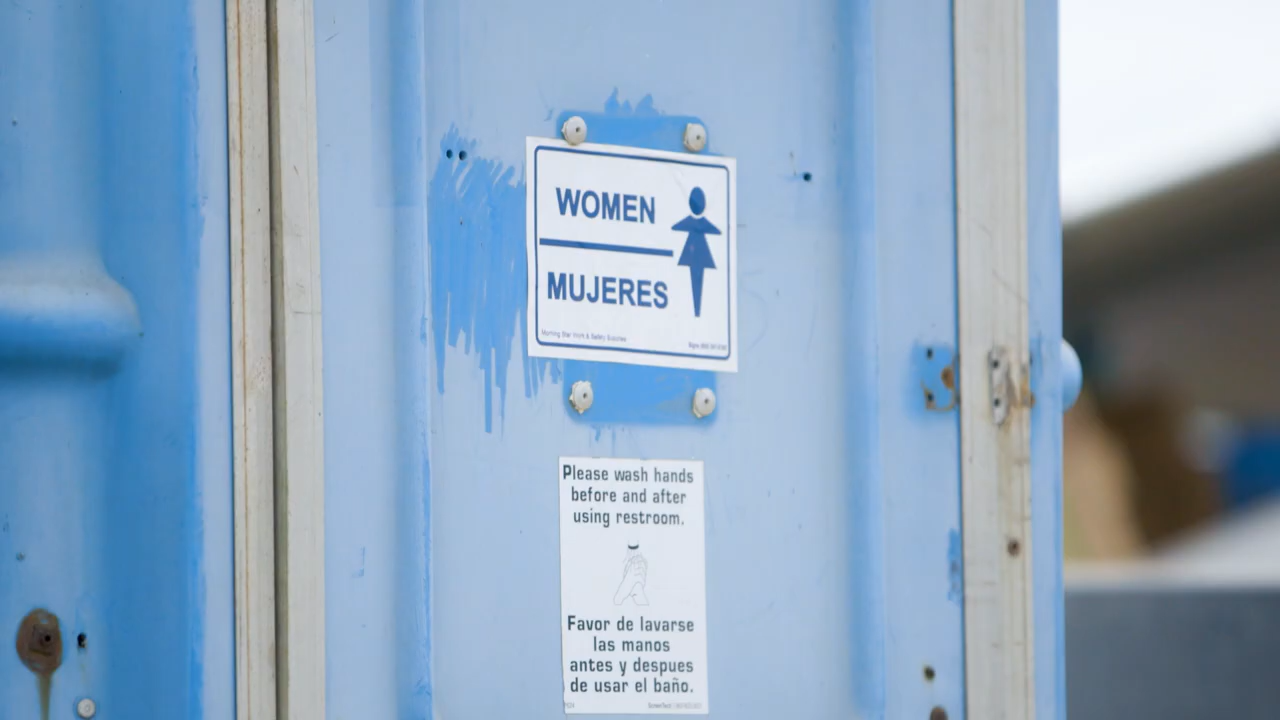 WOMEN
MUJERES
Please wash hands
before and after
using restroom.
Favor de lavarse
las manos
antes y despues
de usar el baño.